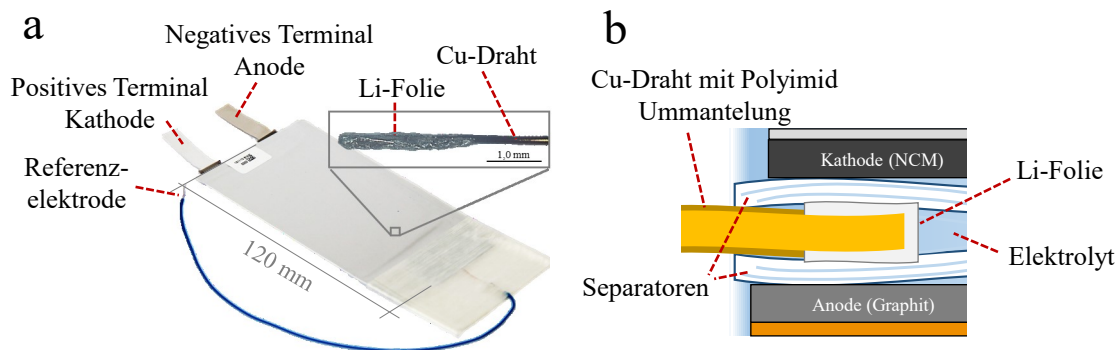 a
Negatives Terminal
Anode
Cu-Draht
Li-Folie
Positives Terminal
Kathode
Referenz-
elektrode
1,0 mm
120 mm
b
Cu-Draht mit Polyimid
Ummantelung
Kathode (NCM)
Li-Folie
Elektrolyt
Separatoren
Anode (Graphit)